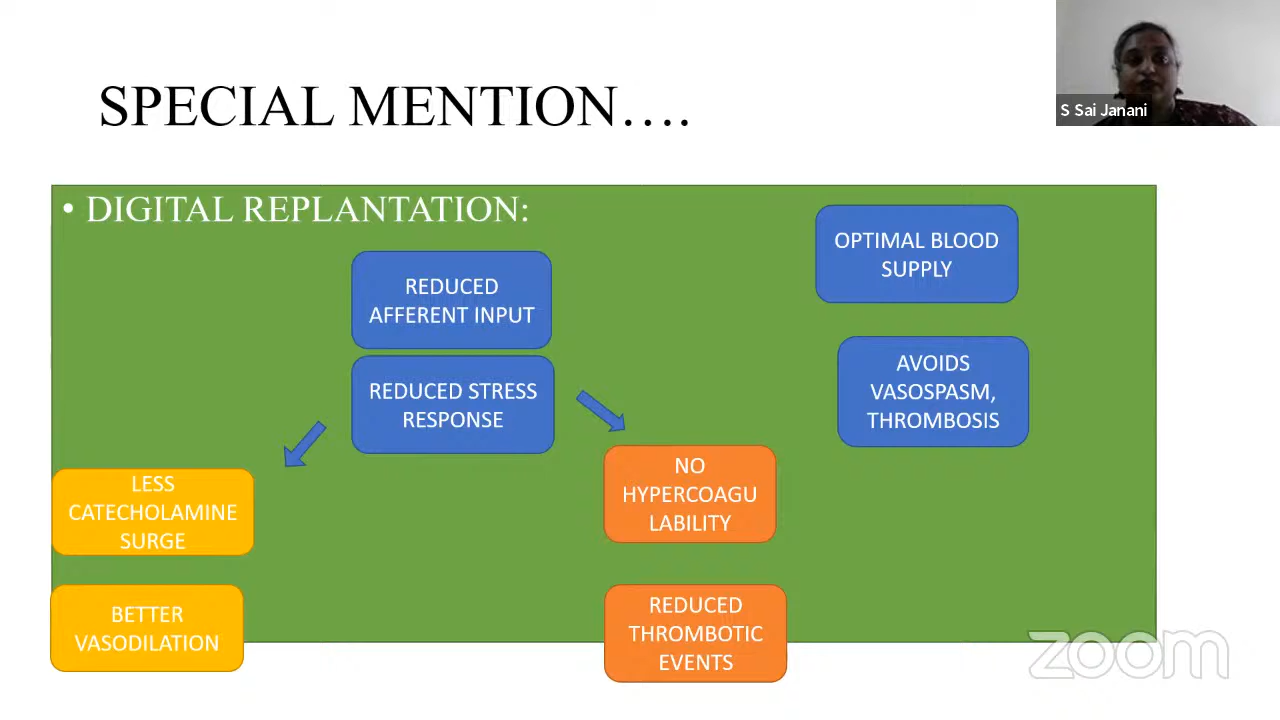 SPECIAL MENTION….
S Sai Janani
• DIGITAL REPLANTATION:
REDUCED
AFFERENT INPUT
REDUCED STRESS
RESPONSE
LESS
CATECHOLAMINE
SURGE
BETTER
VASODILATION
NO
HYPERCOAGU
LABILITY
REDUCED
THROMBOTIC
EVENTS
OPTIMAL BLOOD
SUPPLY
AVOIDS
VASOSPASM,
THROMBOSIS
zoom